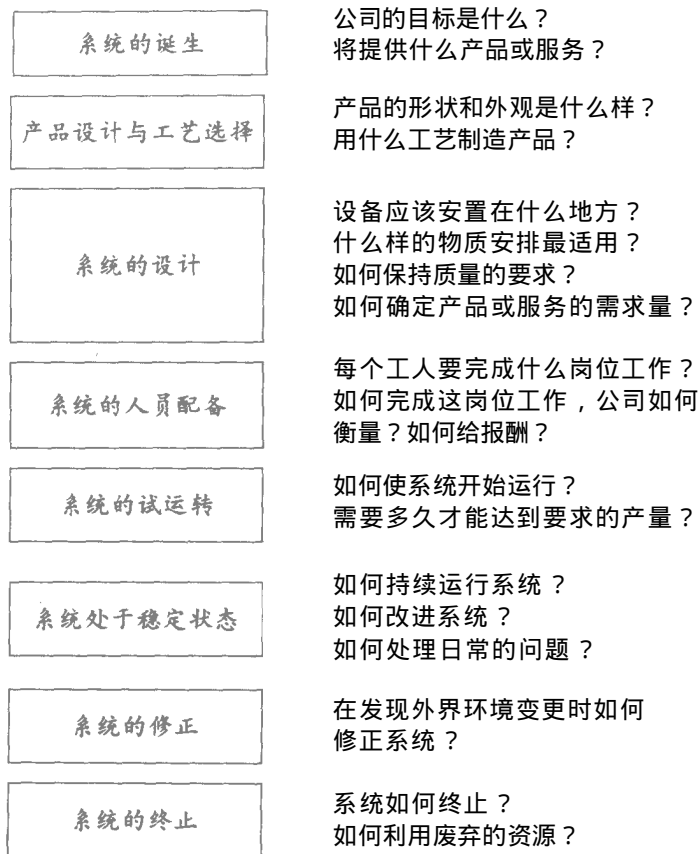 系统的诞生
公司的目标是什么？
将提供什么产品或服务？
产品设计与工艺选择
产品的形状和外观是什么样？
用什么工艺制造产品？
系统的设计
设备应该安置在什么地方？
什么样的物质安排最适用？
如何保持质量的要求？
如何确定产品或服务的需求量？
系统的人员配备
每个工人要完成什么岗位工作？
如何完成这岗位工作，公司如何
衡量？如何给报酬？
系统的试运转
如何使系统开始运行？
需要多久才能达到要求的产量？
系统处于稳定状态
如何持续运行系统？
如何改进系统？
如何处理日常的问题？
系统的修正
在发现外界环境变更时如何
修正系统？
系统的终止
系统如何终止？
如何利用废弃的资源？